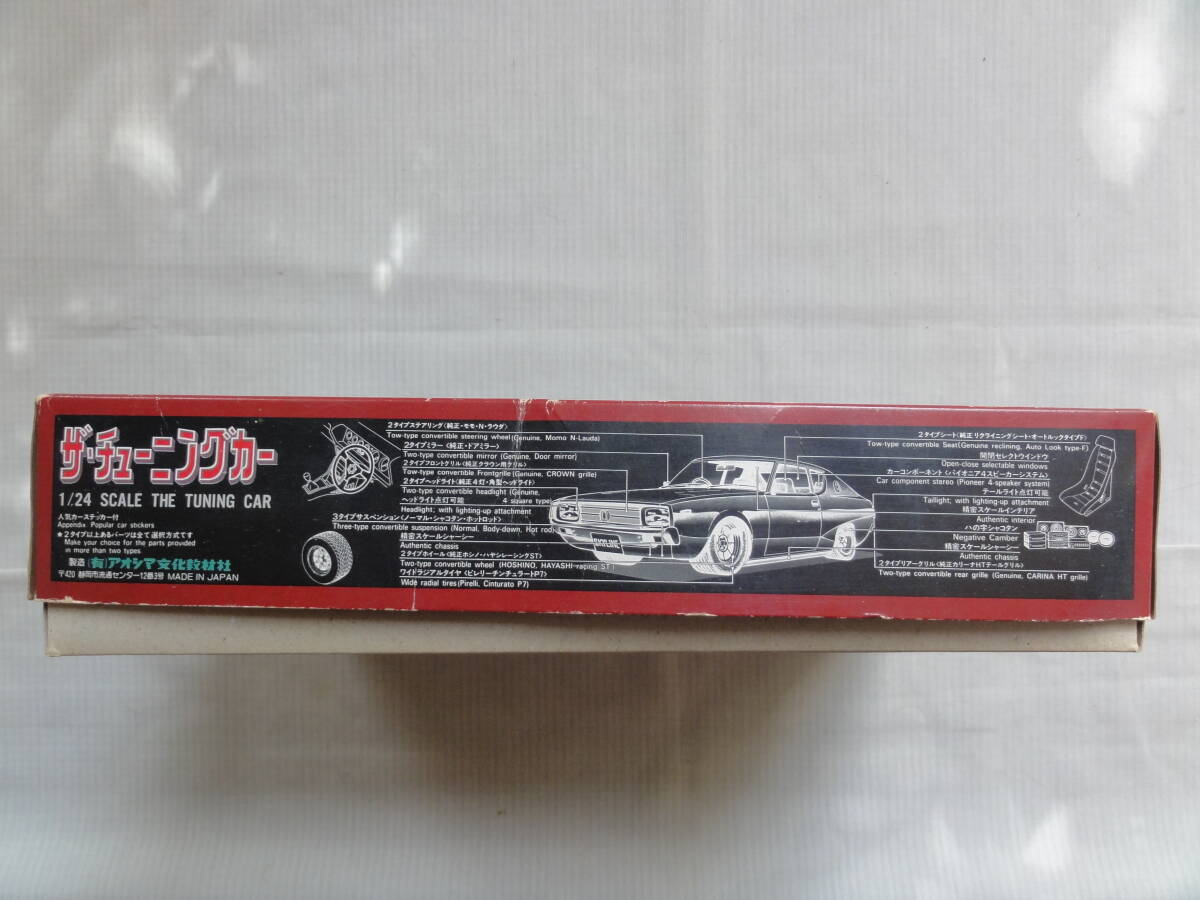 ザ・チューニングカー
1/24 SCALE THE TUNING CAR
人気カーステッカー付
Appendix Popular car stickers
★2タイプ以上あるパーツは全て選択方式です
Make your choice for the parts provided
in more than two types.
製造 (有)アオシマ文化教材社
〒420 静岡市流通センター12番3号 MADE IN JAPAN
2タイプステアリング〈純正・モモ・N・ラウダ〉
Tow-type convertible steering wheel(Genuine, Momo N-Lauda)
2タイプミラー〈純正・ドアミラー〉
Two-type convertible mirror (Genuine, Door mirror)
2タイプフロントグリル〈純正クラウン用グリル〉
Tow-type convertible Frontgrille (Genuine, CROWN grille)
2タイプヘッドライト〈純正4灯・角型ヘッドライト〉
Two-type convertible headlight (Genuine,
4 square type)
ヘッドライト点灯可能
Headlight; with lighting-up attachment
3タイプサスペンション〈ノーマル・シャコタン・ホットロッド〉
Three-type convertible suspension (Normal, Body-down, Hot rod)
精密スケールシャーシー
Authentic chassis
2タイプホイール〈純正ホシノ・ハヤシレーシングST〉
Two-type convertible wheel (HOSHINO, HAYASHI-racing ST)
ワイドラジアルタイヤ〈ピレリーチンチュラートP7〉
Wide radial tires(Pirelli, Cinturato P7)
SKYLINE
2タイプシート〈純正リクライニングシート・オートルックタイプF〉
Tow-type convertible Seat(Genuine reclining, Auto Look type-F)
開閉セレクトウインドウ
Open-close selectable windows
カーコンポーネント〈パイオニア4スピーカーシステム〉
Car component stereo (Pioneer 4-speaker system)
テールライト点灯可能
Taillight; with lighting-up attachment
精密スケールインテリア
Authentic interior
ハの字シャコタン
Negative Camber
精密スケールシャーシー
Authentic chassis
2タイプリアーグリル〈純正カリーナHTテールグリル〉
Two-type convertible rear grille (Genuine, CARINA HT grille)